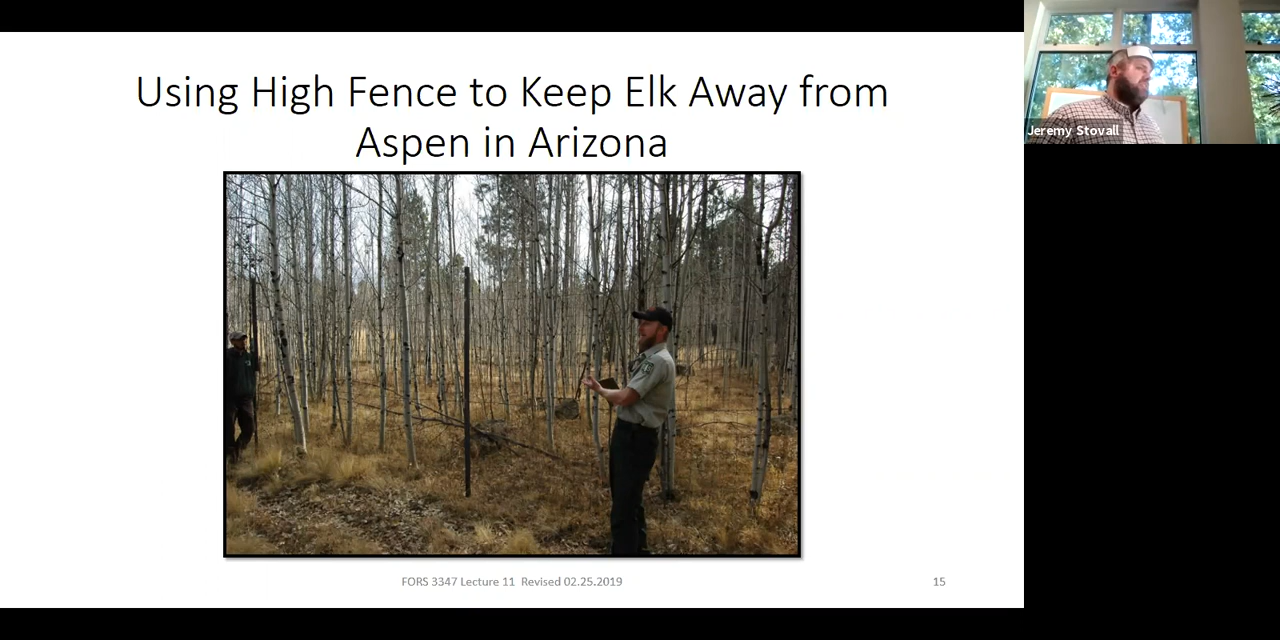 Using High Fence to Keep Elk Away from
Aspen in Arizona
Jeremy Stovall
FORS 3347 Lecture 11  Revised 02.25.2019
15